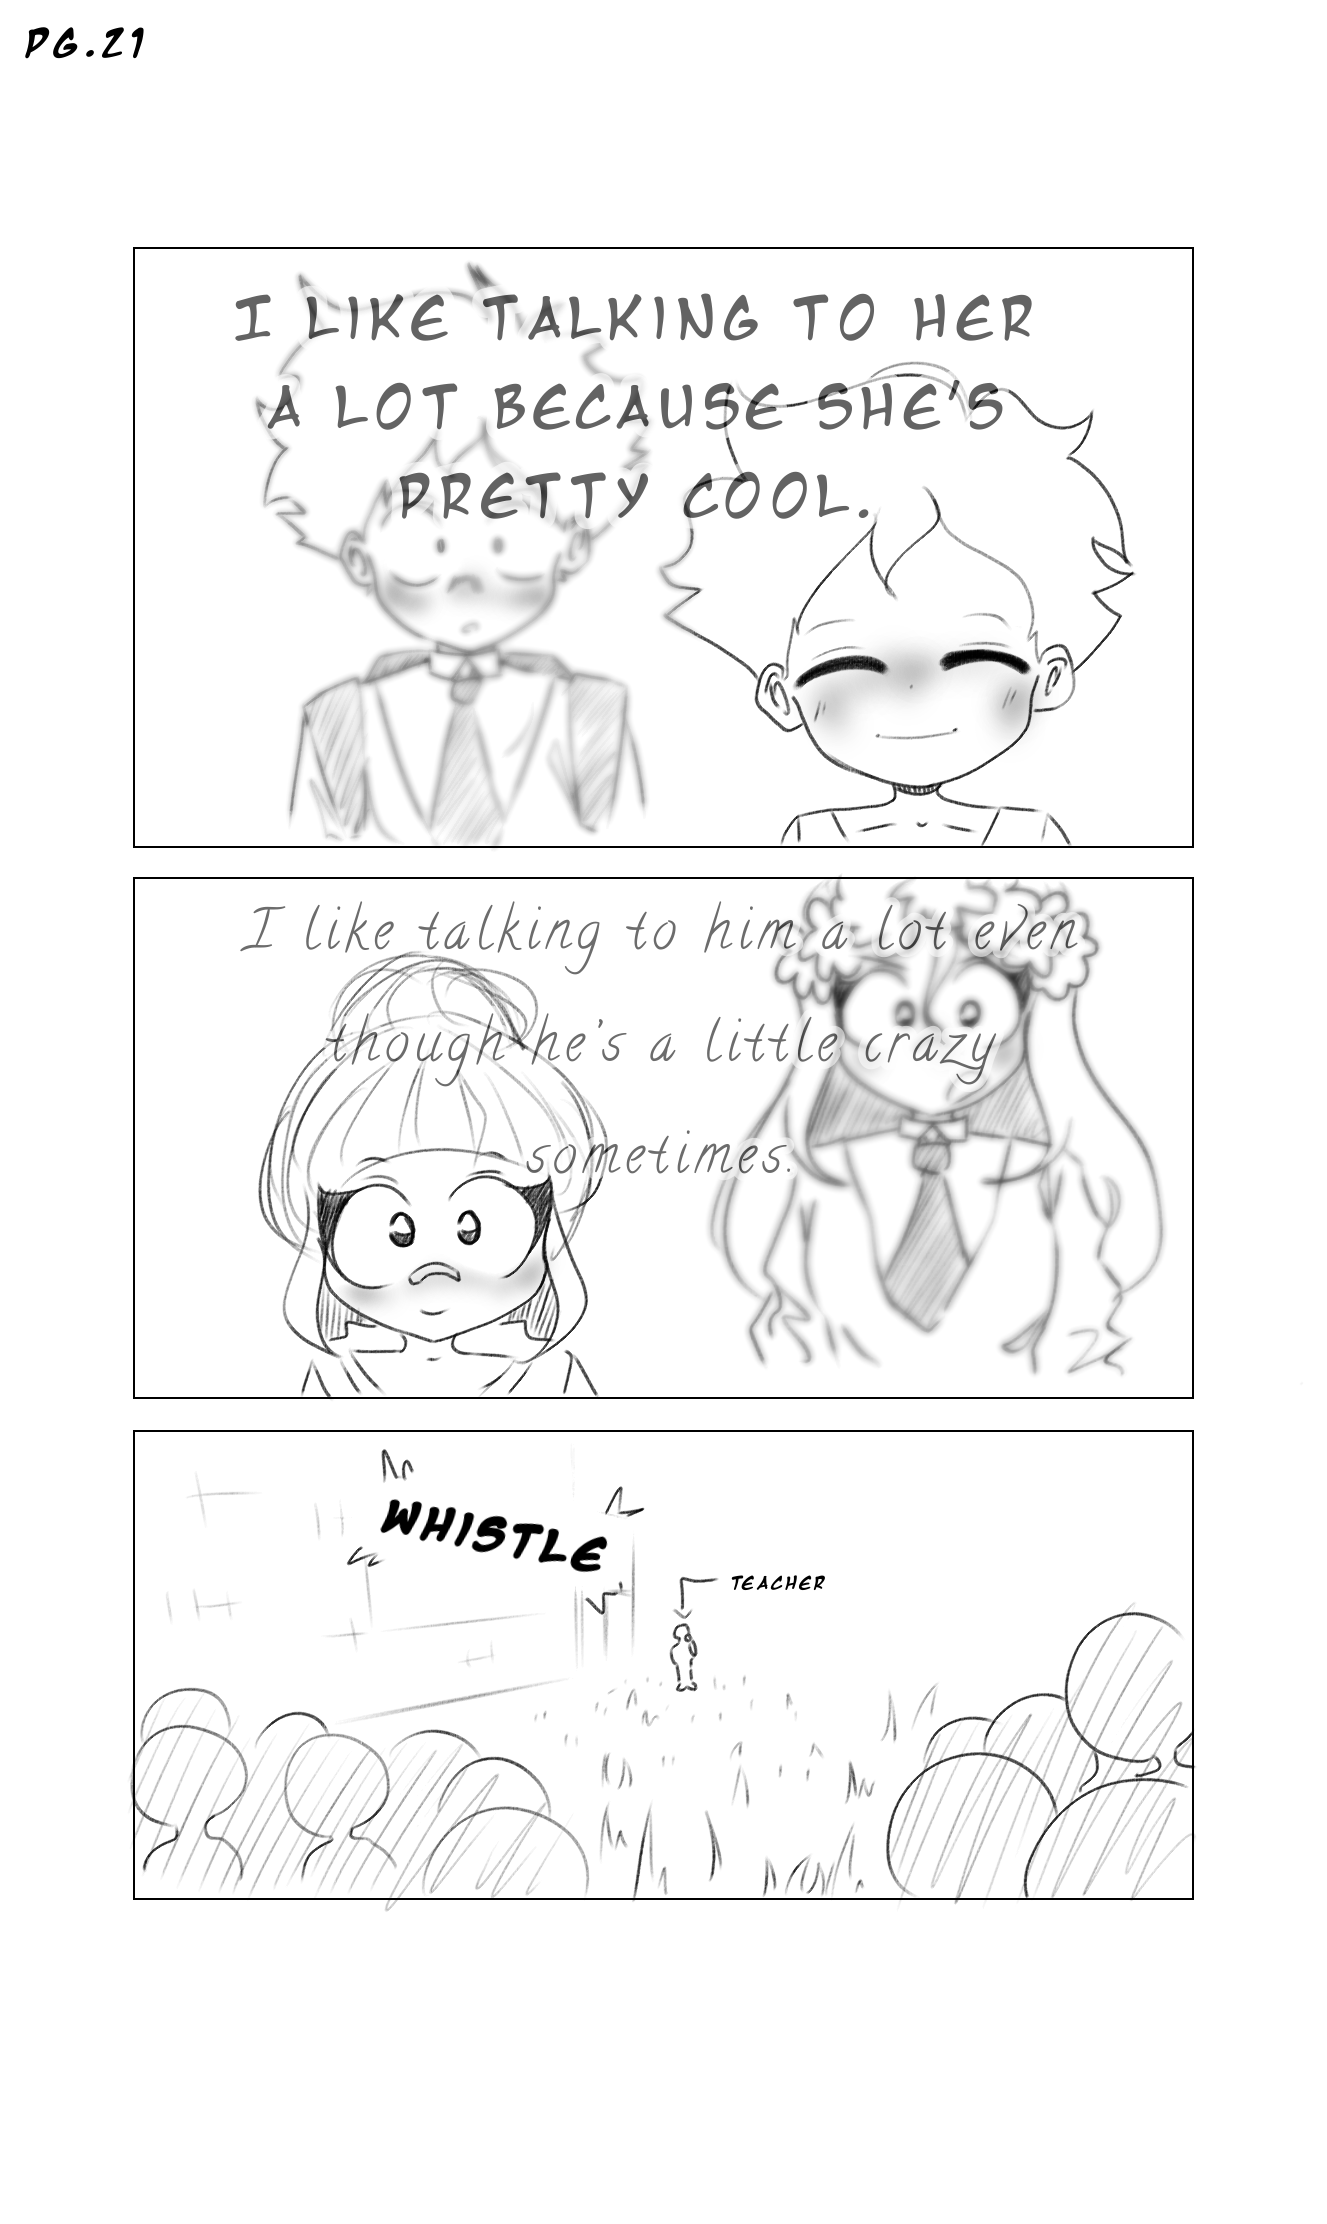 PG.21
I LIKE TALKING TO HER
A LOT BECAUSE SHE'S
PRETTY COOL.
I like talking to him a lot even
though he's a little crazy
sometimes.
WHISTLE
TEACHER